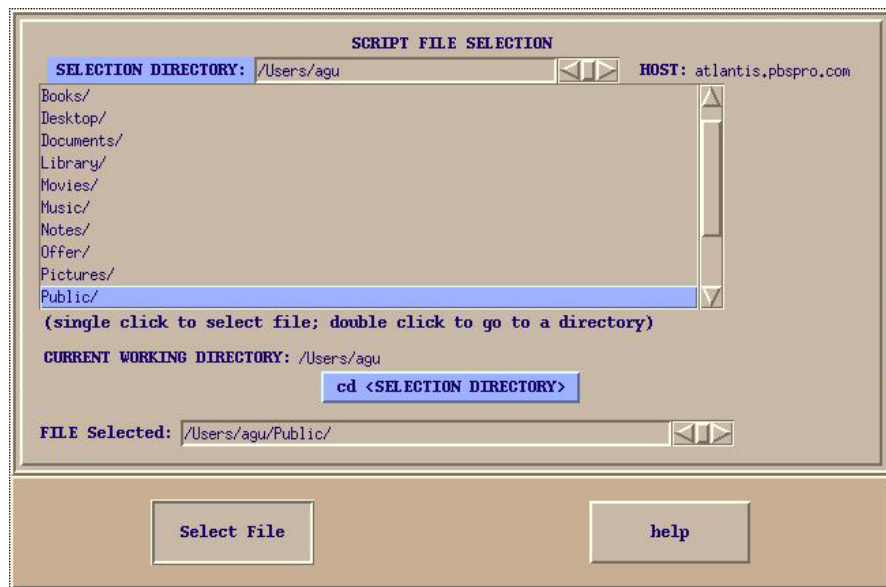 SCRIPT FILE SELECTION
SELECTION DIRECTORY: /Users/agu HOST: atlantis.pbspro.com
Books/
Desktop/
Documents/
Library/
Movies/
Music/
Notes/
Offer/
Pictures/
Public/
(single click to select file; double click to go to a directory)
CURRENT WORKING DIRECTORY: /Users/agu
cd <SELECTION DIRECTORY>
FILE Selected: /Users/agu/Public/
Select File help